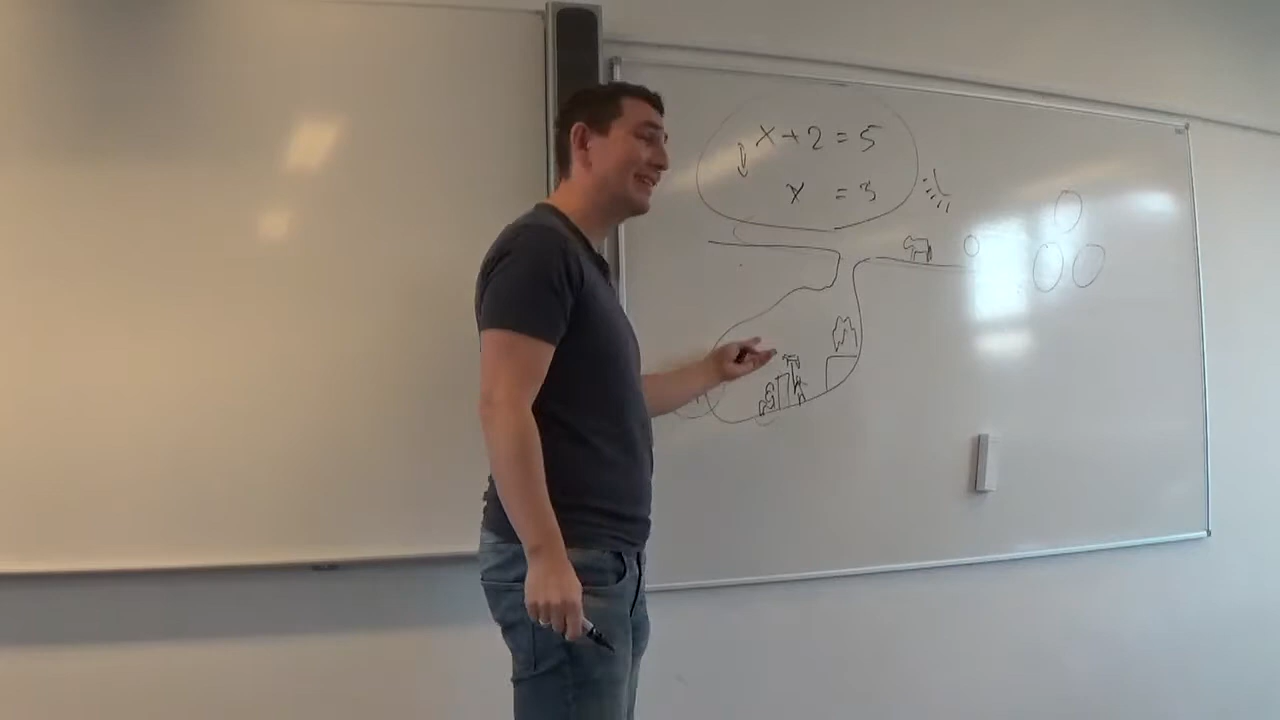 x + 2 = 5
x = 3